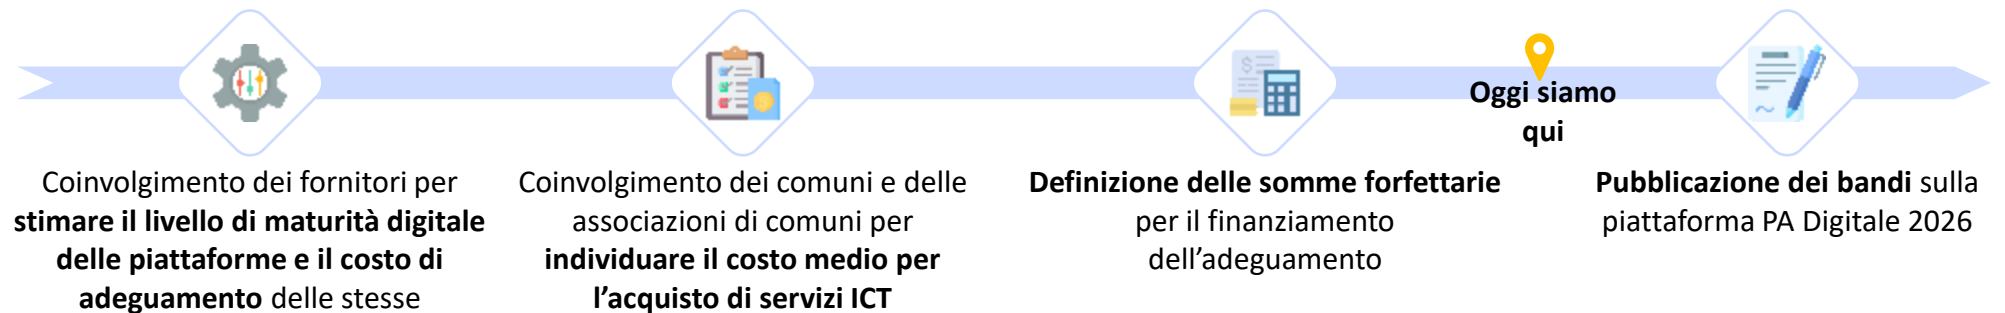 Oggi siamo
qui
Coinvolgimento dei fornitori per
stimare il livello di maturità digitale
delle piattaforme e il costo di
adeguamento delle stesse
Coinvolgimento dei comuni e delle
associazioni di comuni per
individuare il costo medio per
l’acquisto di servizi ICT
Definizione delle somme forfettarie
per il finanziamento
dell’adeguamento
Pubblicazione dei bandi sulla
piattaforma PA Digitale 2026